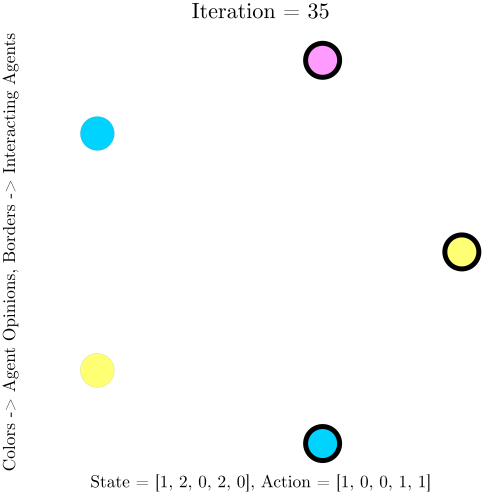 Iteration = 35
Colors -> Agent Opinions, Borders -> Interacting Agents
State = [1, 2, 0, 2, 0], Action = [1, 0, 0, 1, 1]